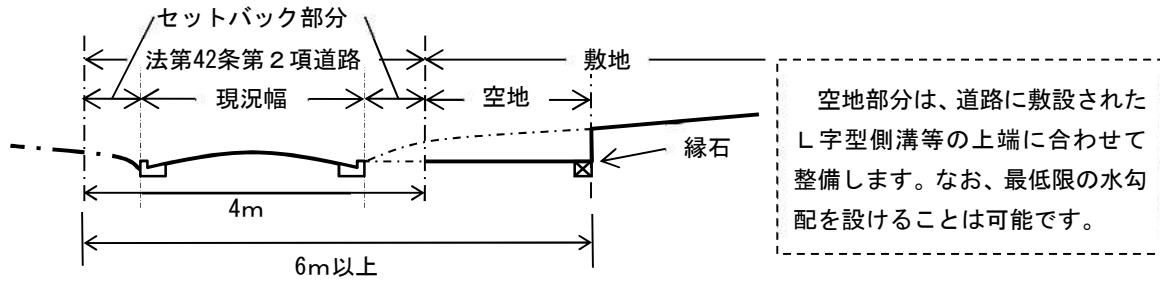 セットバック部分
法第42条第２項道路
敷地
現況幅
空地
縁石
4ｍ
6ｍ以上
空地部分は、道路に敷設された
Ｌ字型側溝等の上端に合わせて
整備します。なお、最低限の水勾
配を設けることは可能です。